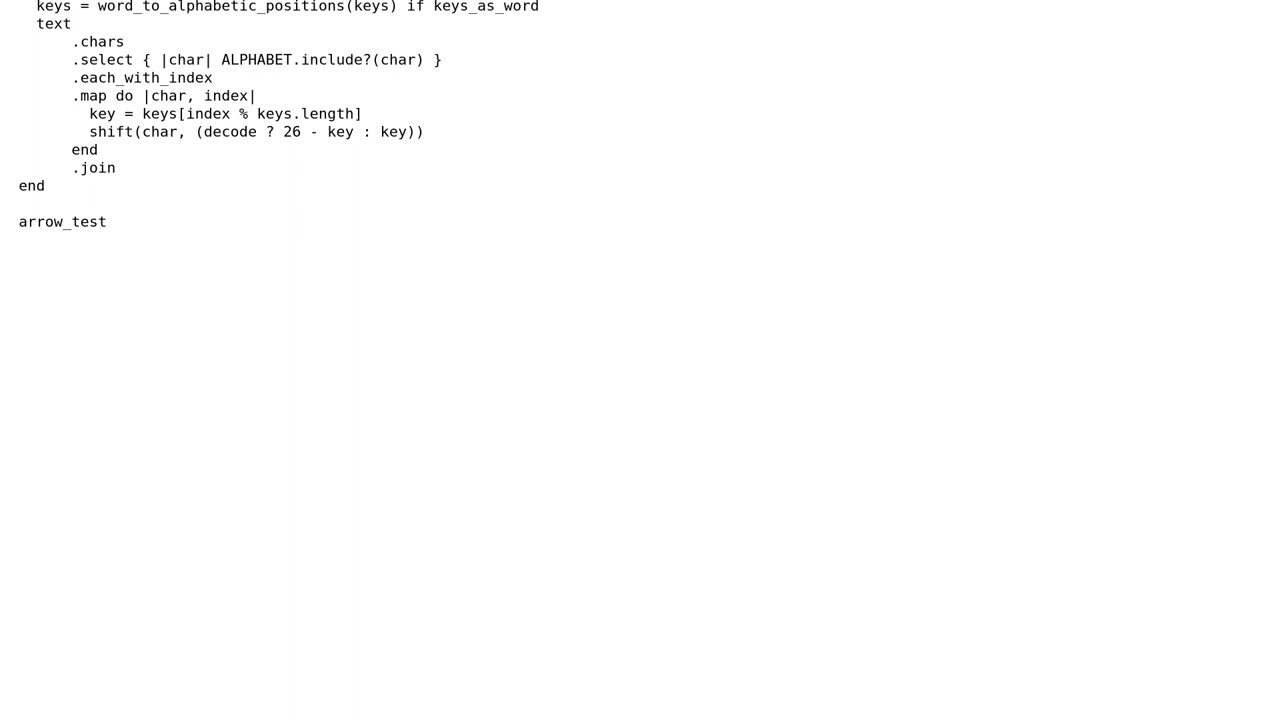 keys = word_to_alphabetic_positions(keys) if keys_as_word
text
.chars
.select { |char| ALPHABET.include?(char) }
.each_with_index
.map do |char, index|
key = keys[index % keys.length]
shift(char, (decode ? 26 - key : key))
end
.join
end
arrow_test